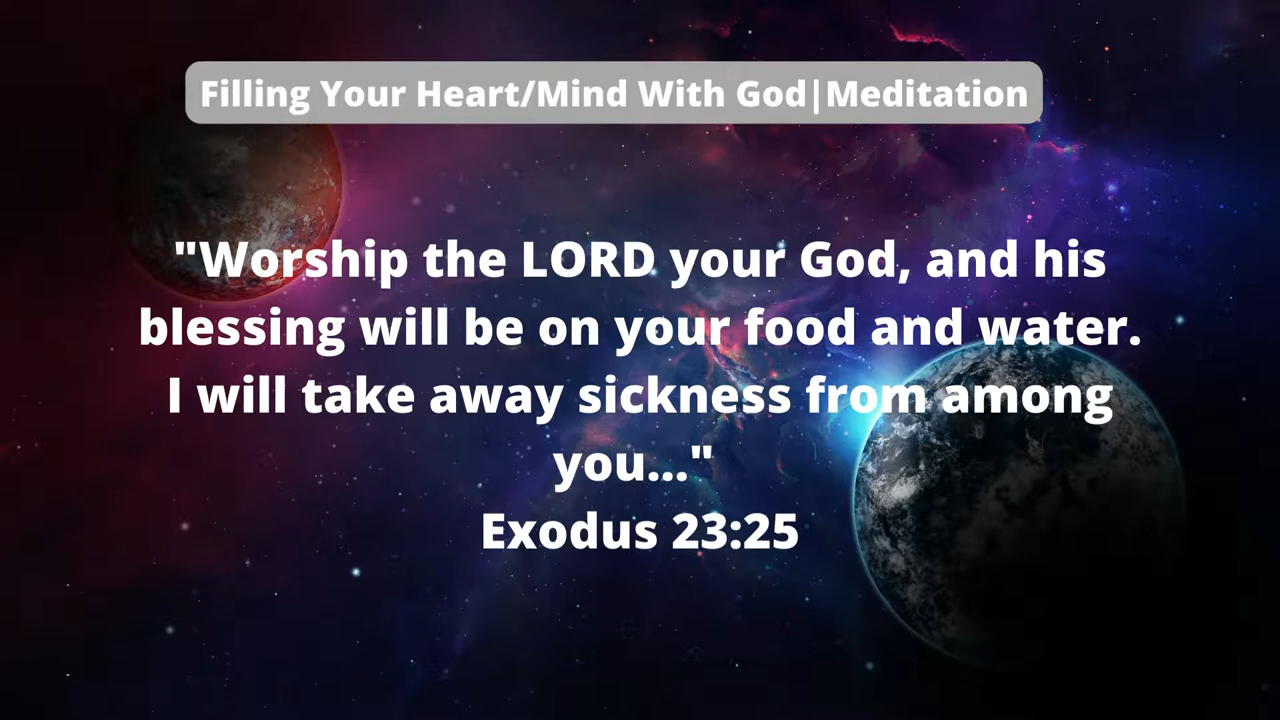 Filling Your Heart/Mind With God|Meditation
"Worship the LORD your God, and his
blessing will be on your food and water.
I will take away sickness from among
you..."
Exodus 23:25